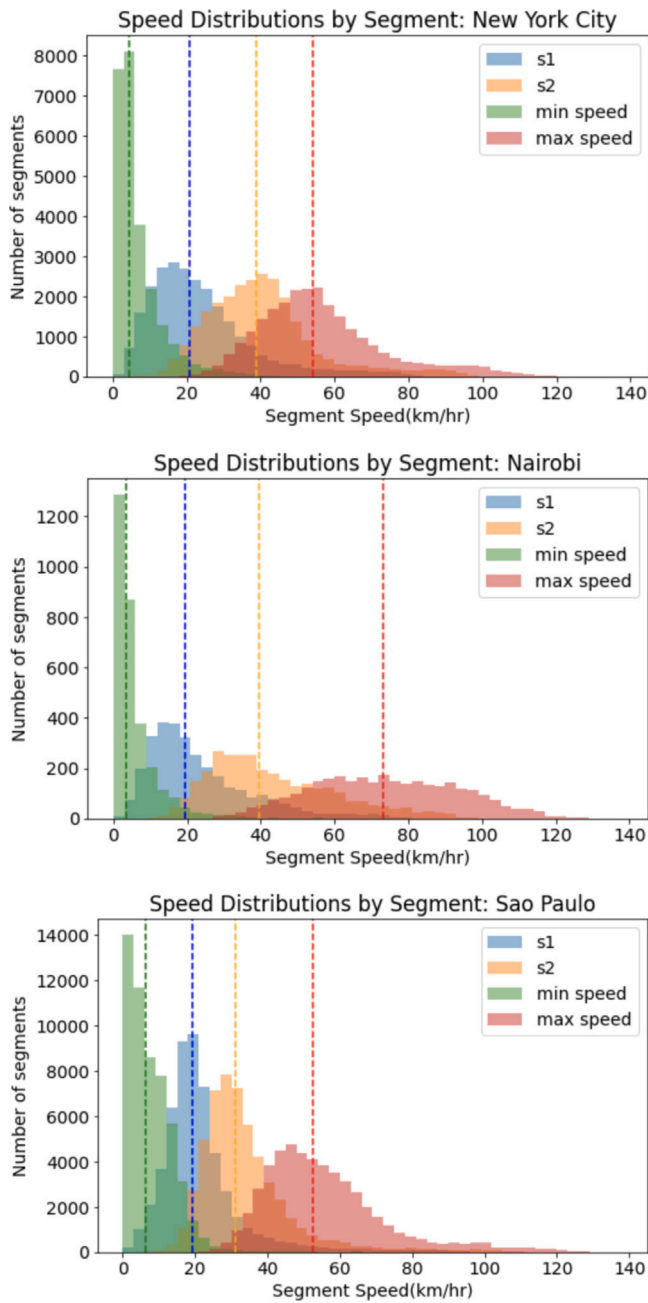 Speed Distributions by Segment: New York City
s1
s2
min speed
max speed
8000
7000
6000
5000
4000
3000
2000
1000
0
Number of segments
0 20 40 60 80 100 120 140
Segment Speed(km/hr)
Speed Distributions by Segment: Nairobi
s1
s2
min speed
max speed
1200
1000
800
600
400
200
0
Number of segments
0 20 40 60 80 100 120 140
Segment Speed(km/hr)
Speed Distributions by Segment: Sao Paulo
s1
s2
min speed
max speed
14000
12000
10000
8000
6000
4000
2000
0
Number of segments
0 20 40 60 80 100 120 140
Segment Speed(km/hr)